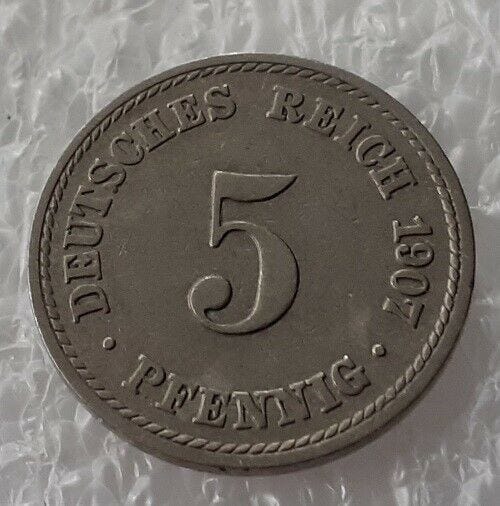 DEUTSCHES REICH 1907
5
· PFENNIG ·